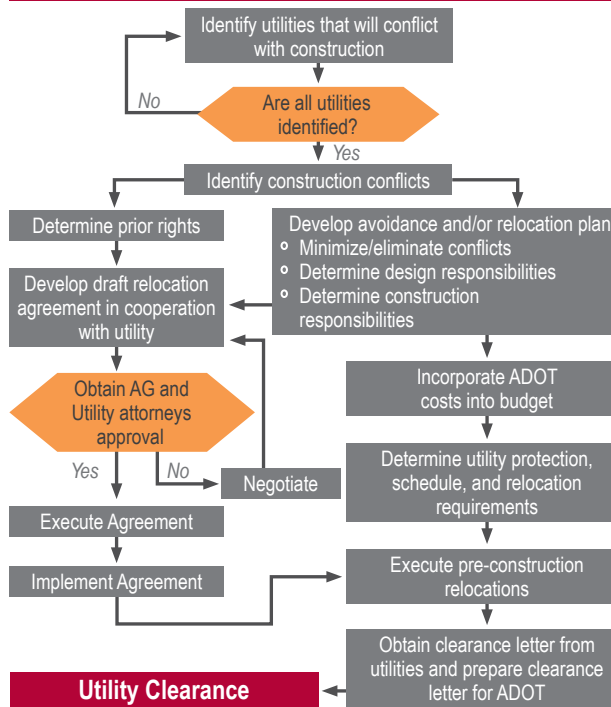 Identify utilities that will conflict
with construction
No
Are all utilities
identified?
Yes
Identify construction conflicts
Determine prior rights
Develop draft relocation
agreement in cooperation
with utility
Obtain AG and
Utility attorneys
approval
Yes
No
Negotiate
Execute Agreement
Implement Agreement
Develop avoidance and/or relocation plan
Minimize/eliminate conflicts
Determine design responsibilities
Determine construction
responsibilities
Incorporate ADOT
costs into budget
Determine utility protection,
schedule, and relocation
requirements
Execute pre-construction
relocations
Obtain clearance letter from
utilities and prepare clearance
letter for ADOT
Utility Clearance